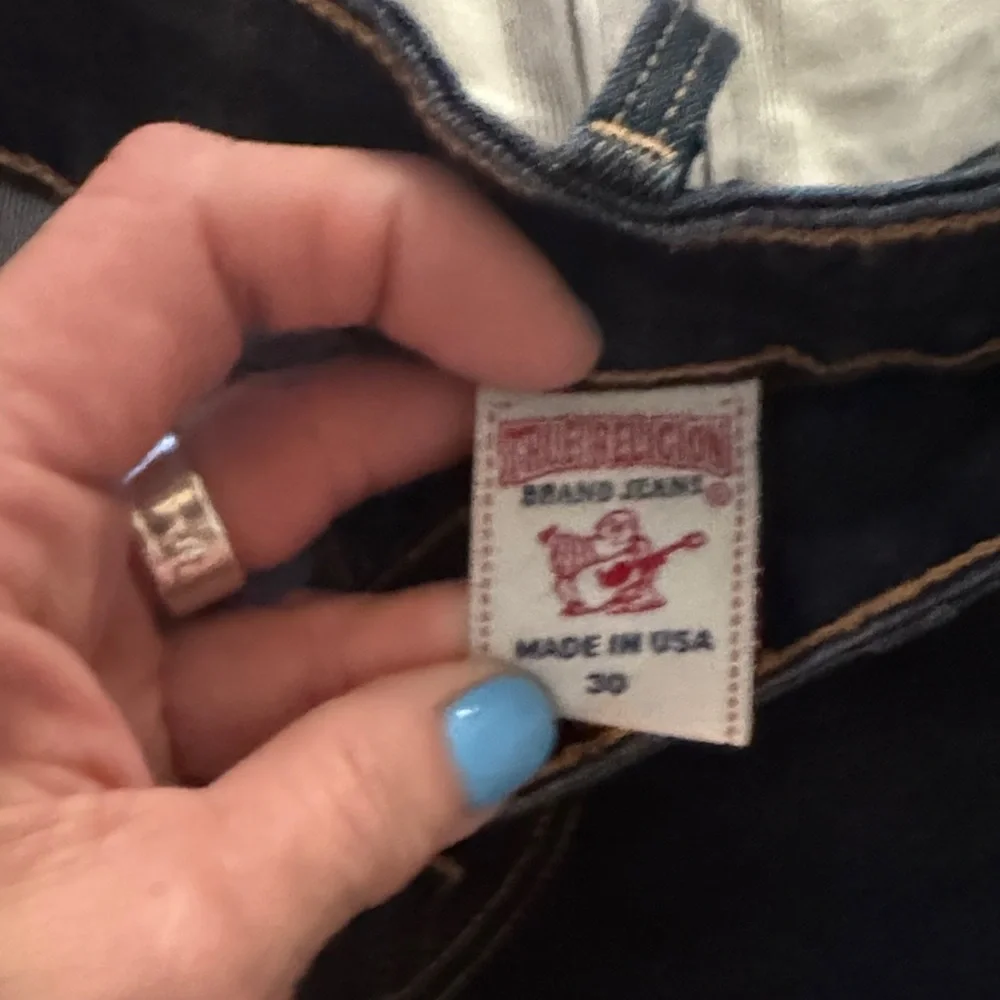 TRUE RELIGION
BRAND JEANS®
MADE IN USA
30